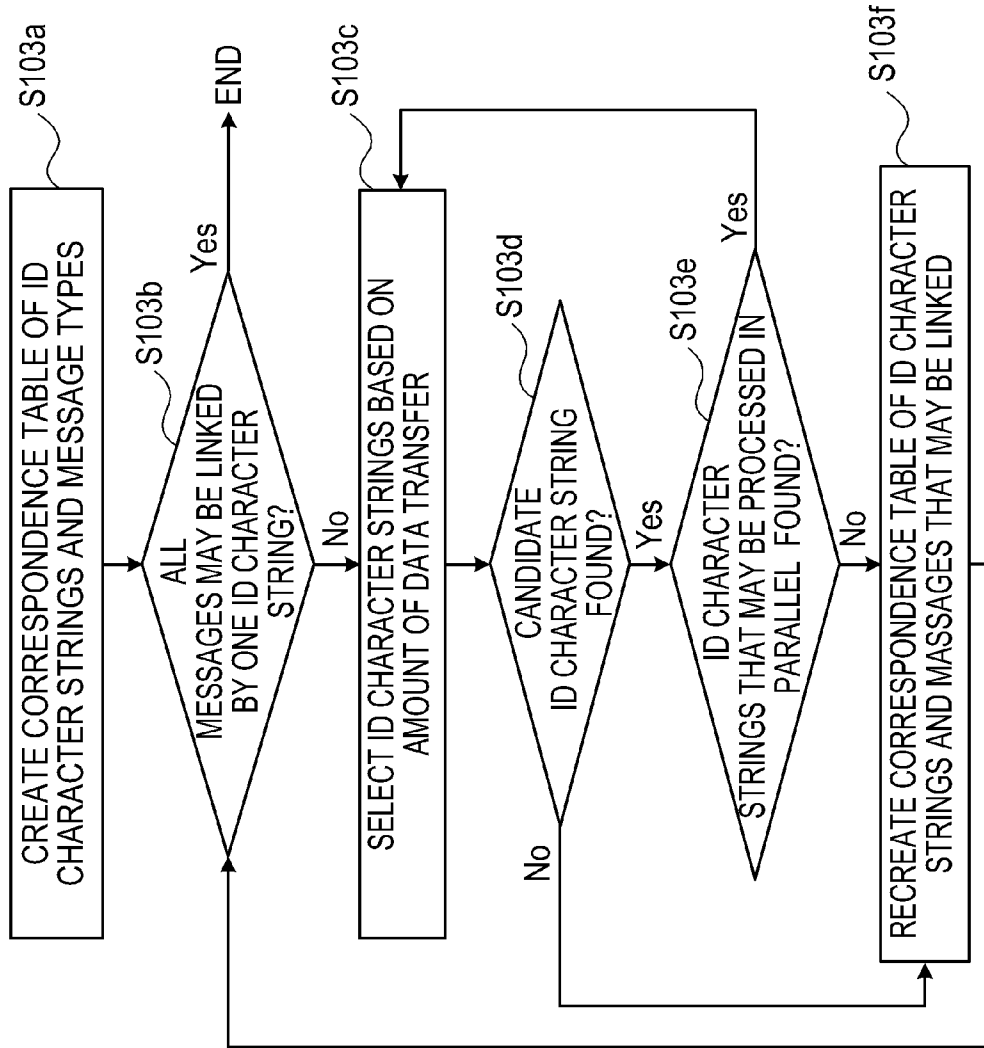 S103a
CREATE CORRESPONDENCE TABLE OF ID
CHARACTER STRINGS AND MESSAGE TYPES
S103b
ALL
MESSAGES MAY BE LINKED
BY ONE ID CHARACTER
STRING?
Yes
END
No
S103c
SELECT ID CHARACTER STRINGS BASED ON
AMOUNT OF DATA TRANSFER
S103d
CANDIDATE
ID CHARACTER STRING
FOUND?
No
Yes
S103e
ID CHARACTER
STRINGS THAT MAY BE PROCESSED IN
PARALLEL FOUND?
Yes
No
S103f
RECREATE CORRESPONDENCE TABLE OF ID CHARACTER
STRINGS AND MASSAGES THAT MAY BE LINKED